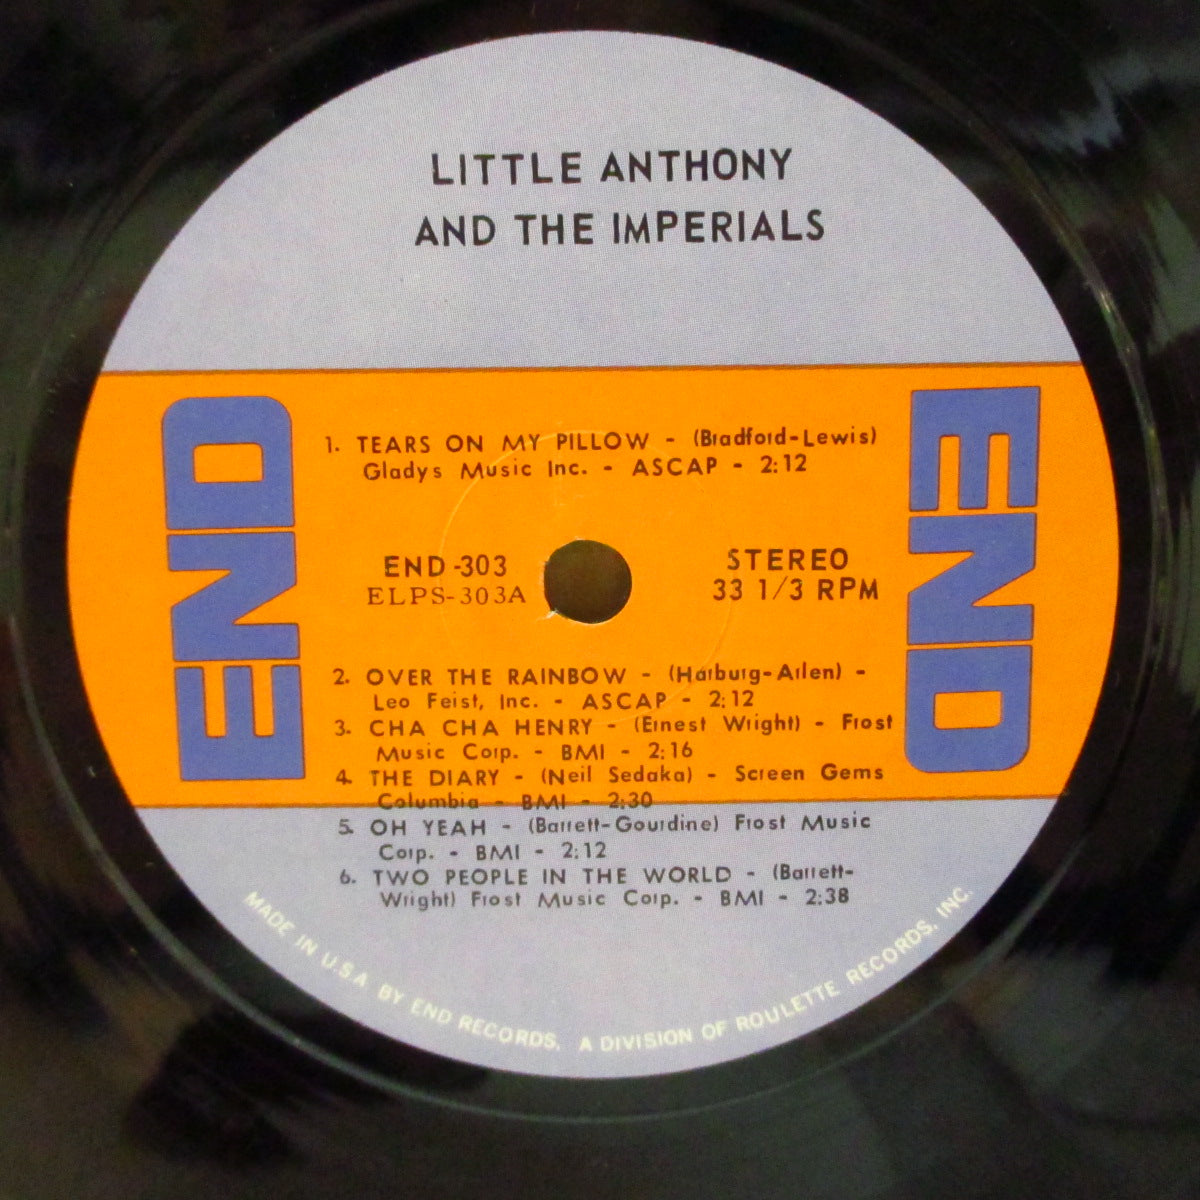 LITTLE ANTHONY
AND THE IMPERIALS
END
END
1. TEARS ON MY PILLOW - (Bradford-Lewis)
Gladys Music Inc. - ASCAP - 2:12
END-303
ELPS-303A
STEREO
33 1/3 RPM
2. OVER THE RAINBOW - (Harburg-Arlen) -
Leo Feist, Inc. - ASCAP - 2:12
3. CHA CHA HENRY - (Ernest Wright) - Frost
Music Corp. - BMI - 2:16
4. THE DIARY - (Neil Sedaka) - Screen Gems
Columbia - BMI - 2:30
5. OH YEAH - (Barrett-Gourdine) Frost Music
Corp. - BMI - 2:12
6. TWO PEOPLE IN THE WORLD - (Barrett-
Wright) Frost Music Corp. - BMI - 2:38
MADE IN U.S.A BY END RECORDS, A DIVISION OF ROULETTE RECORDS, INC.